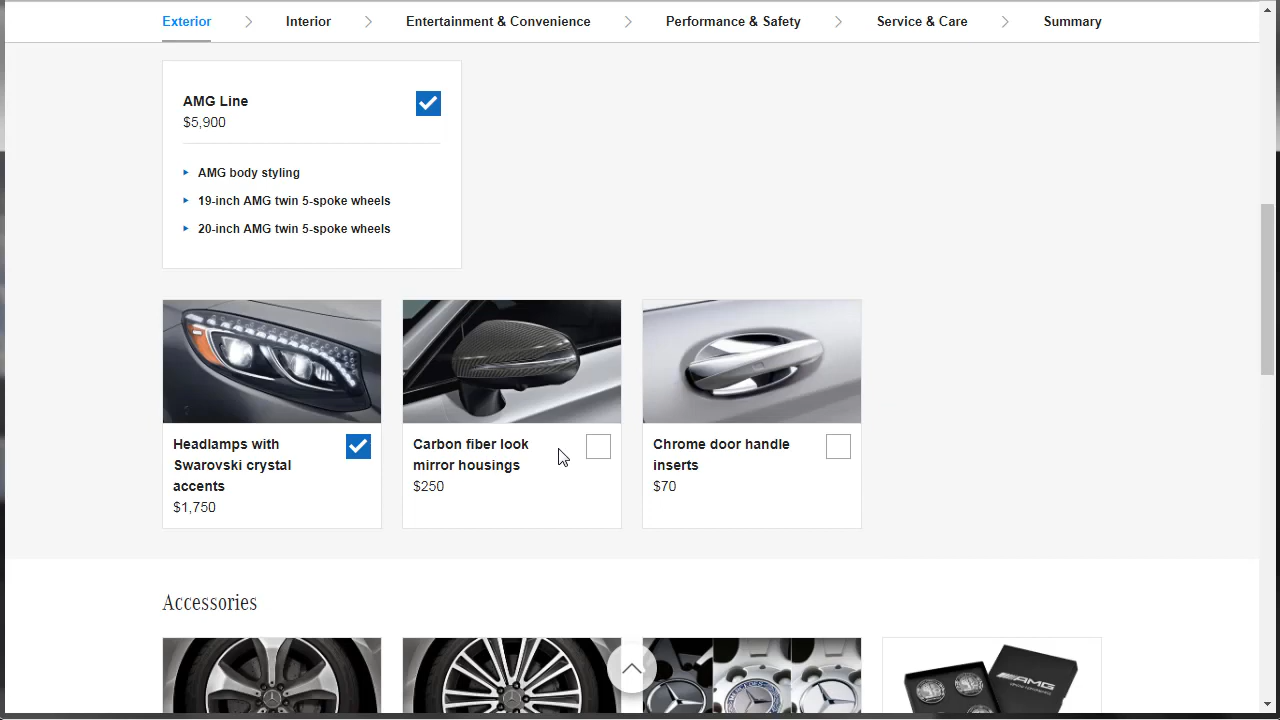 Exterior
Interior
Entertainment & Convenience
Performance & Safety
Service & Care
Summary
AMG Line
$5,900
AMG body styling
19-inch AMG twin 5-spoke wheels
20-inch AMG twin 5-spoke wheels
Headlamps with
Swarovski crystal
accents
$1,750
Carbon fiber look
mirror housings
$250
Chrome door handle
inserts
$70
Accessories
AMG